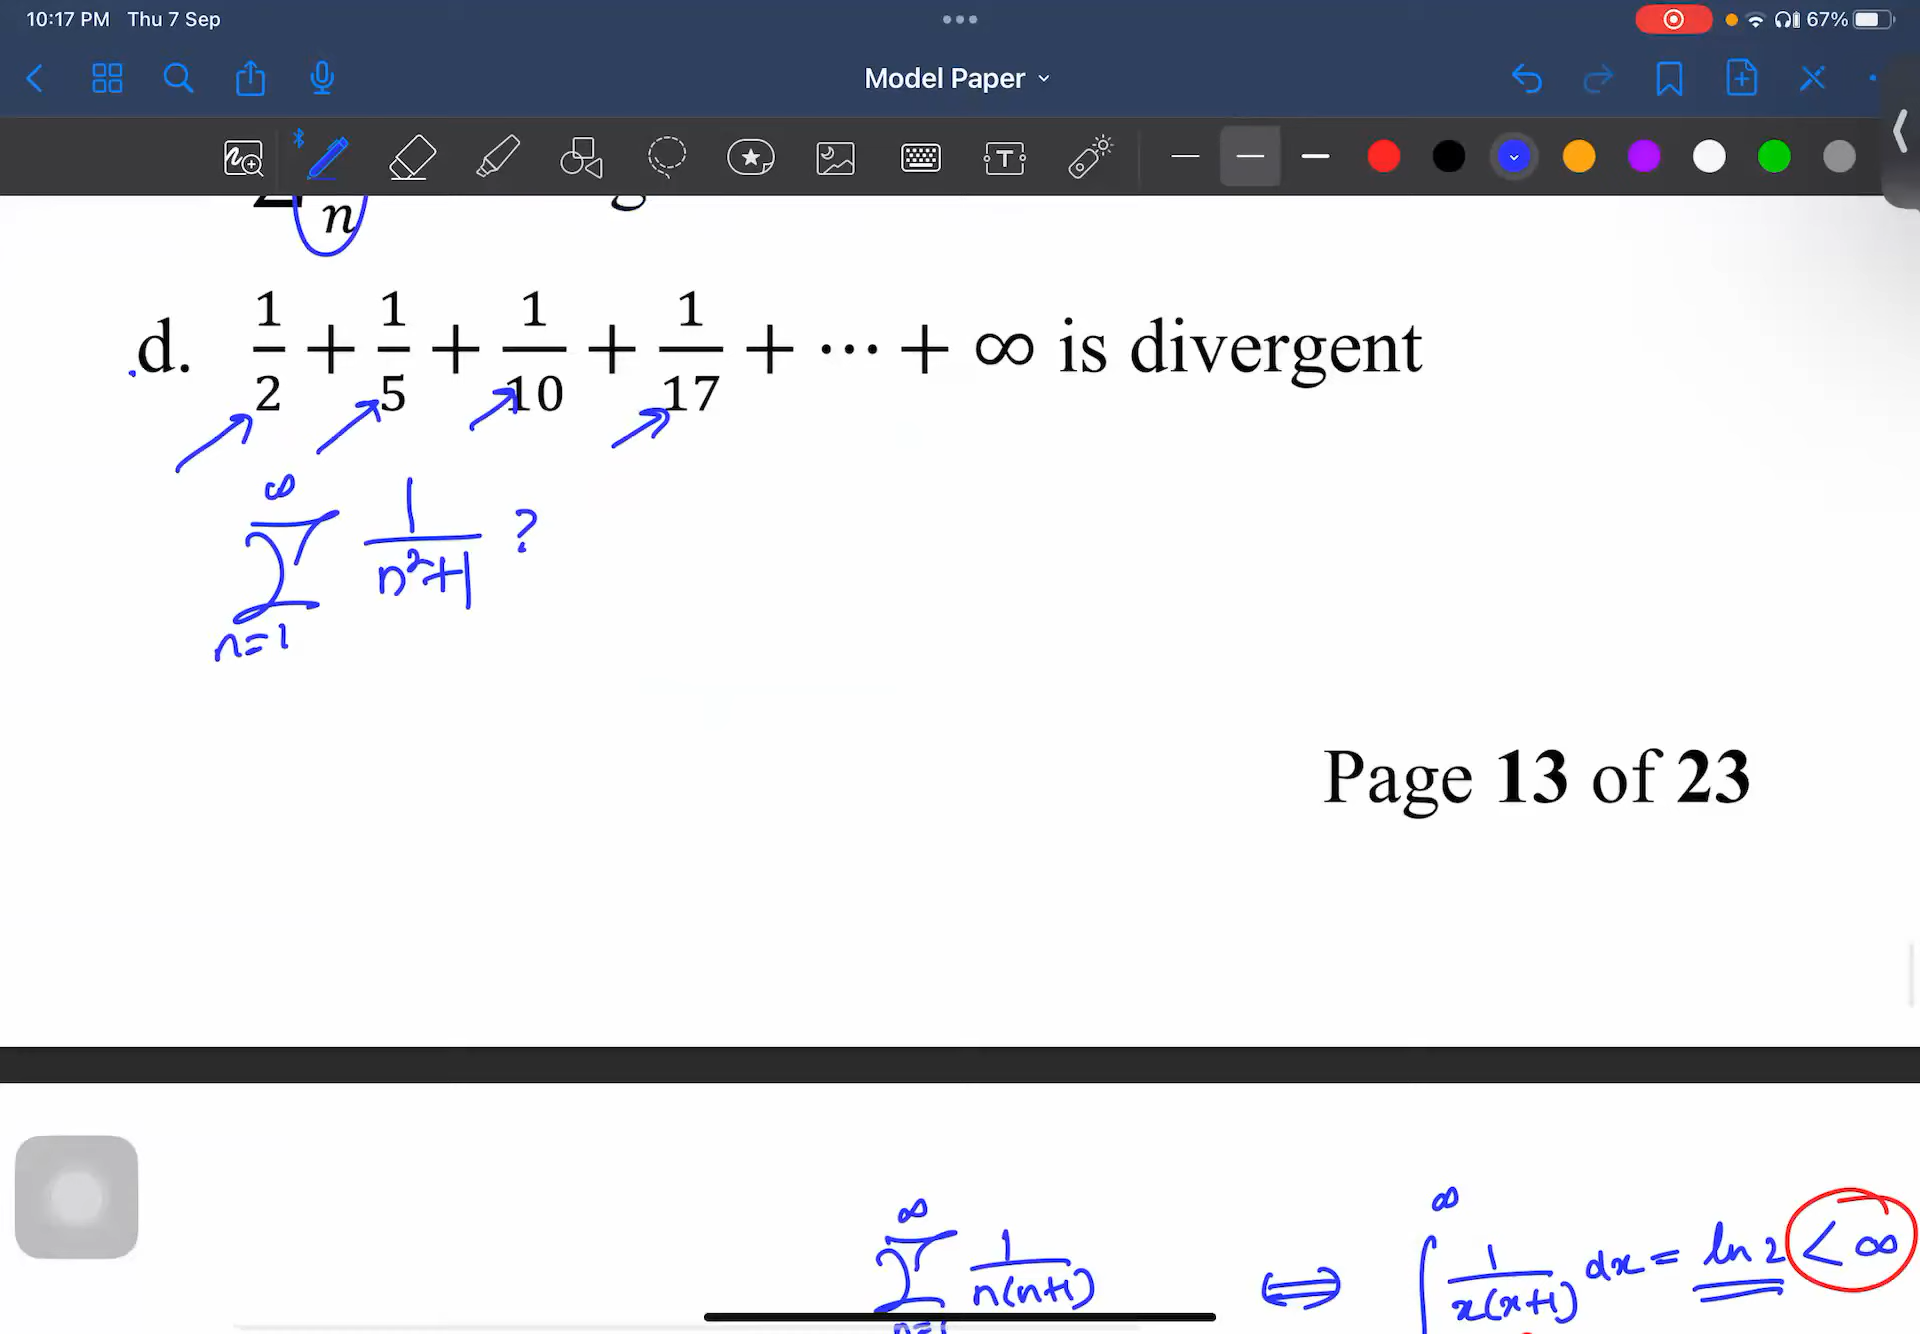 10:17 PM Thu 7 Sep
67%
Model Paper
T
n
d. 1/2 + 1/5 + 1/10 + 1/17 + ⋯ + ∞ is divergent
∞
∑ 1/(n²+1) ?
n=1
Page 13 of 23
∞ ∞
∑ 1/(n(n+1)) ⟺ ∫ 1/(x(x+1)) dx = ln 2 < ∞
n=1